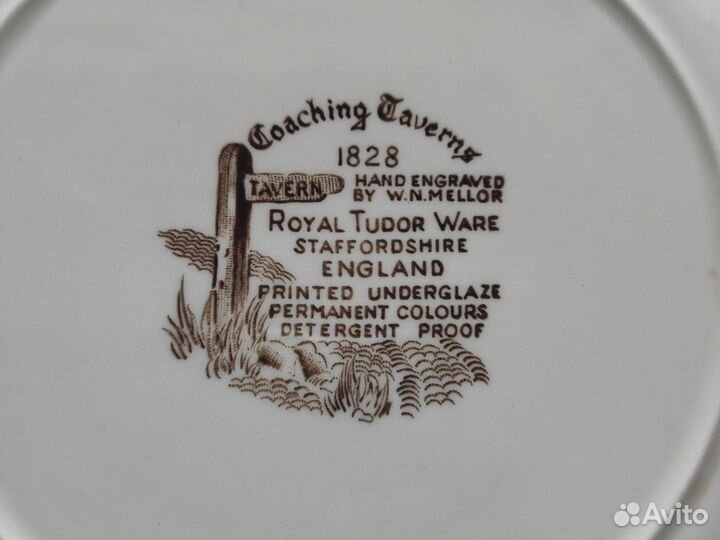 Coaching Taverns
1828
TAVERN
HAND ENGRAVED
BY W.N. MELLOR
ROYAL TUDOR WARE
STAFFORDSHIRE
ENGLAND
PRINTED UNDERGLAZE
PERMANENT COLOURS
DETERGENT PROOF
Avito